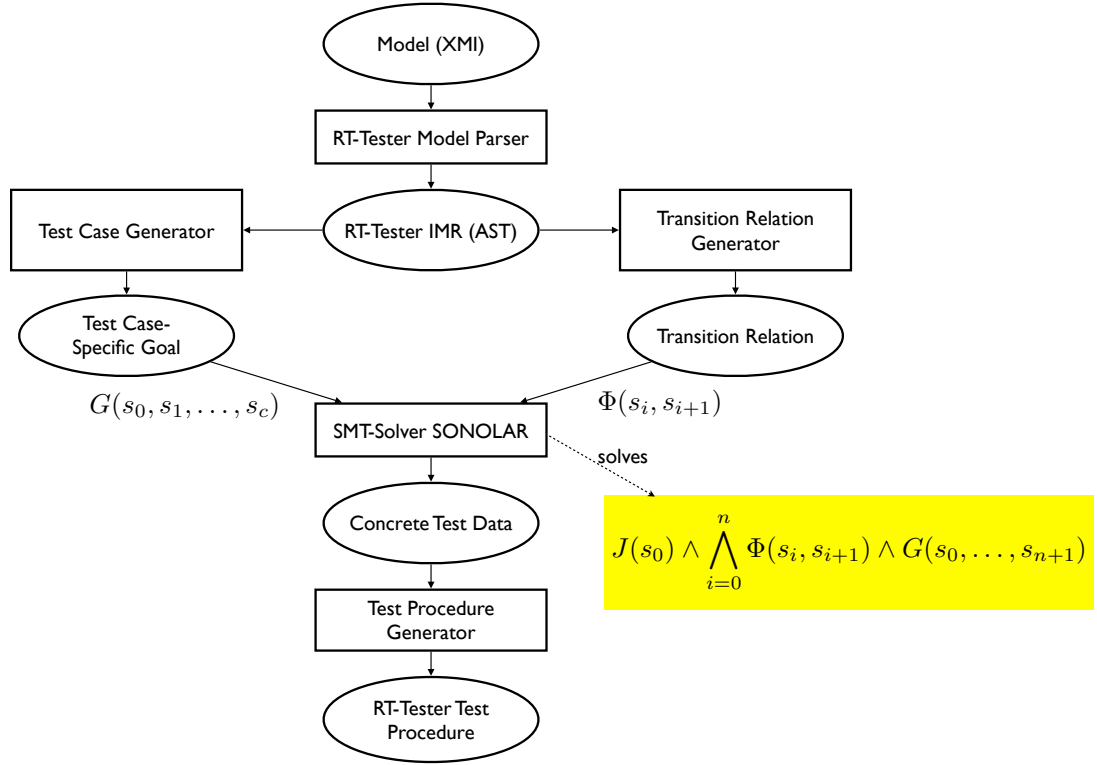 Model (XMI)
RT-Tester Model Parser
Test Case Generator
RT-Tester IMR (AST)
Transition Relation
Generator
Test Case-
Specific Goal
Transition Relation
G(s_0, s_1, . . . , s_c)
Φ(s_i, s_{i+1})
SMT-Solver SONOLAR
solves
Concrete Test Data
J(s_0) ∧ ⋀_{i=0}^{n} Φ(s_i, s_{i+1}) ∧ G(s_0, . . . , s_{n+1})
Test Procedure
Generator
RT-Tester Test
Procedure